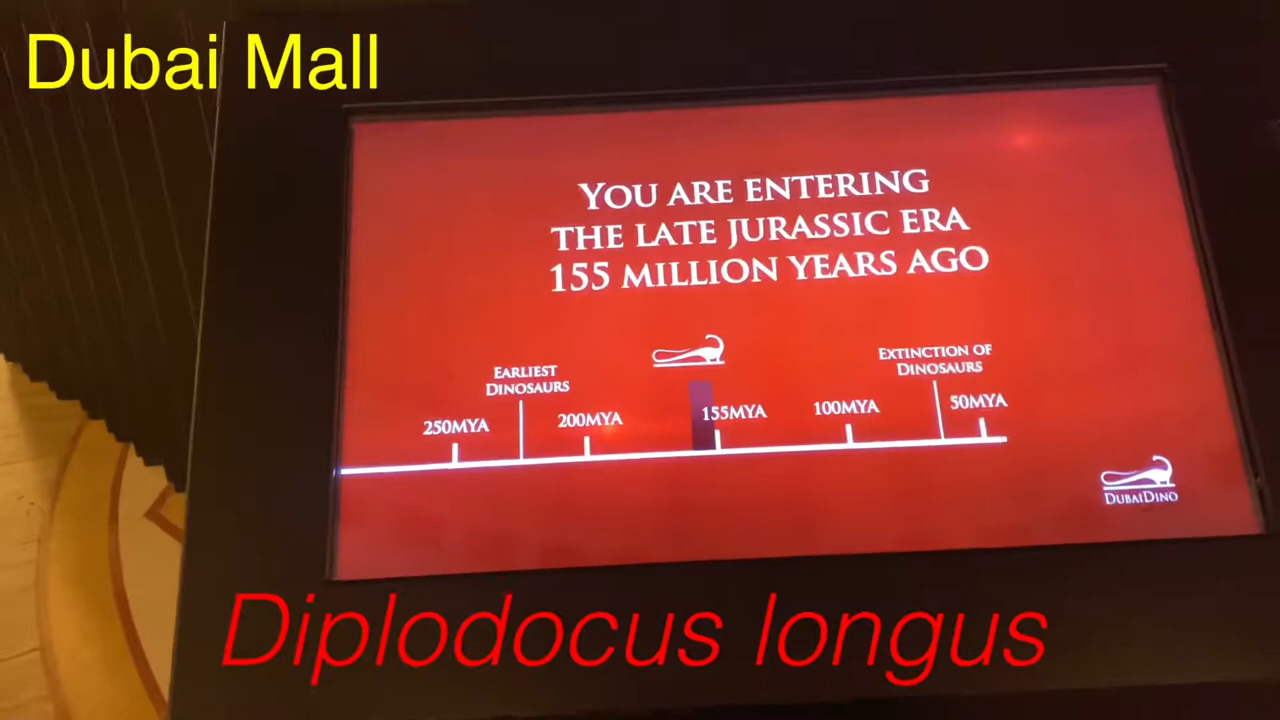 Dubai Mall
YOU ARE ENTERING
THE LATE JURASSIC ERA
155 MILLION YEARS AGO
EARLIEST
DINOSAURS
EXTINCTION OF
DINOSAURS
250MYA
200MYA
155MYA
100MYA
50MYA
DUBAIDINO
Diplodocus longus